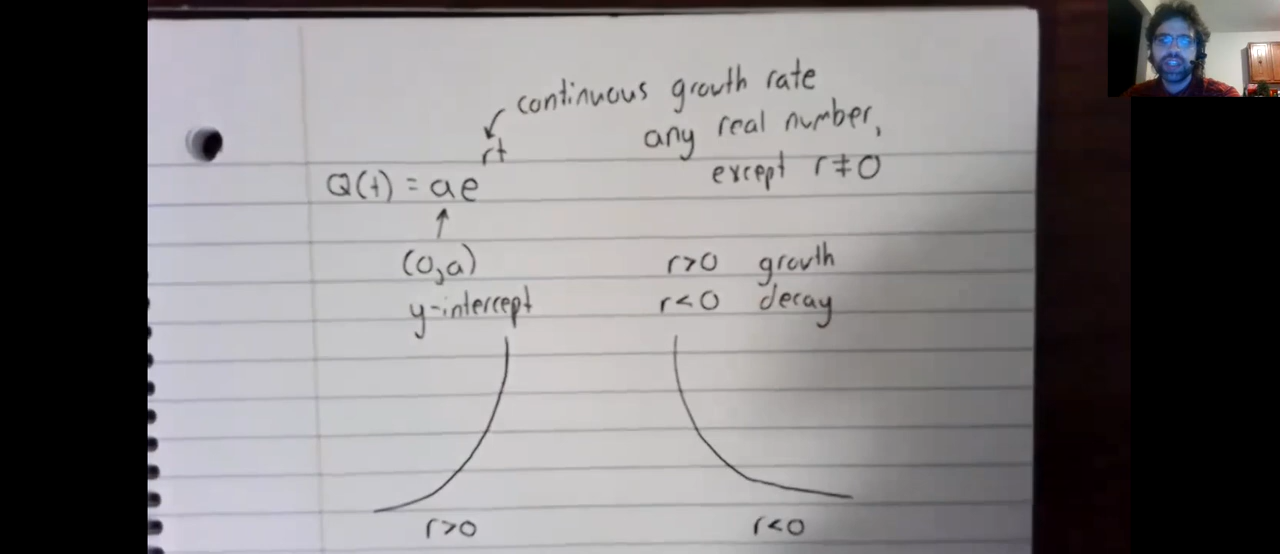 continuous growth rate
any real number,
except r≠0
Q(t) = ae^rt
(0,a)
y-intercept
r>0 growth
r<0 decay
r>0
r<0